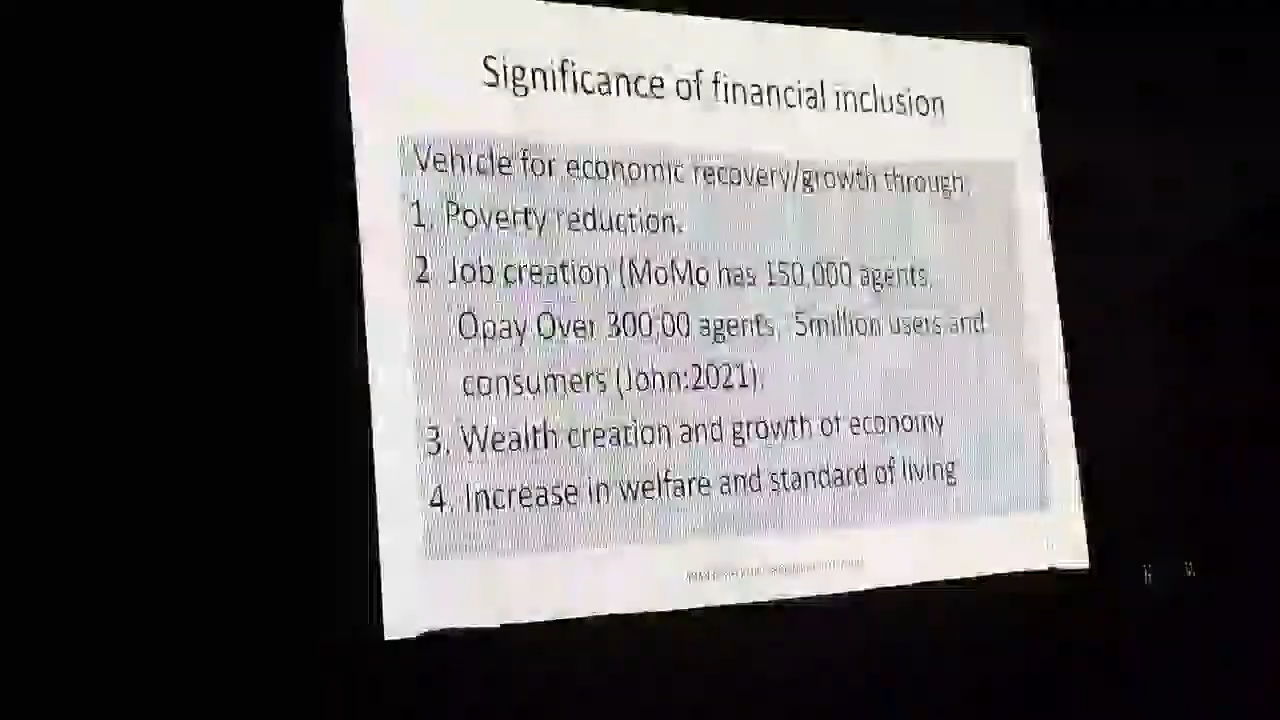 Significance of financial inclusion
Vehicle for economic recovery/growth through:
1. Poverty reduction.
2. Job creation (MoMo has 150,000 agents,
Opay Over 300,00 agents, 5million users and
consumers (John:2021).
3. Wealth creation and growth of economy
4. Increase in welfare and standard of living